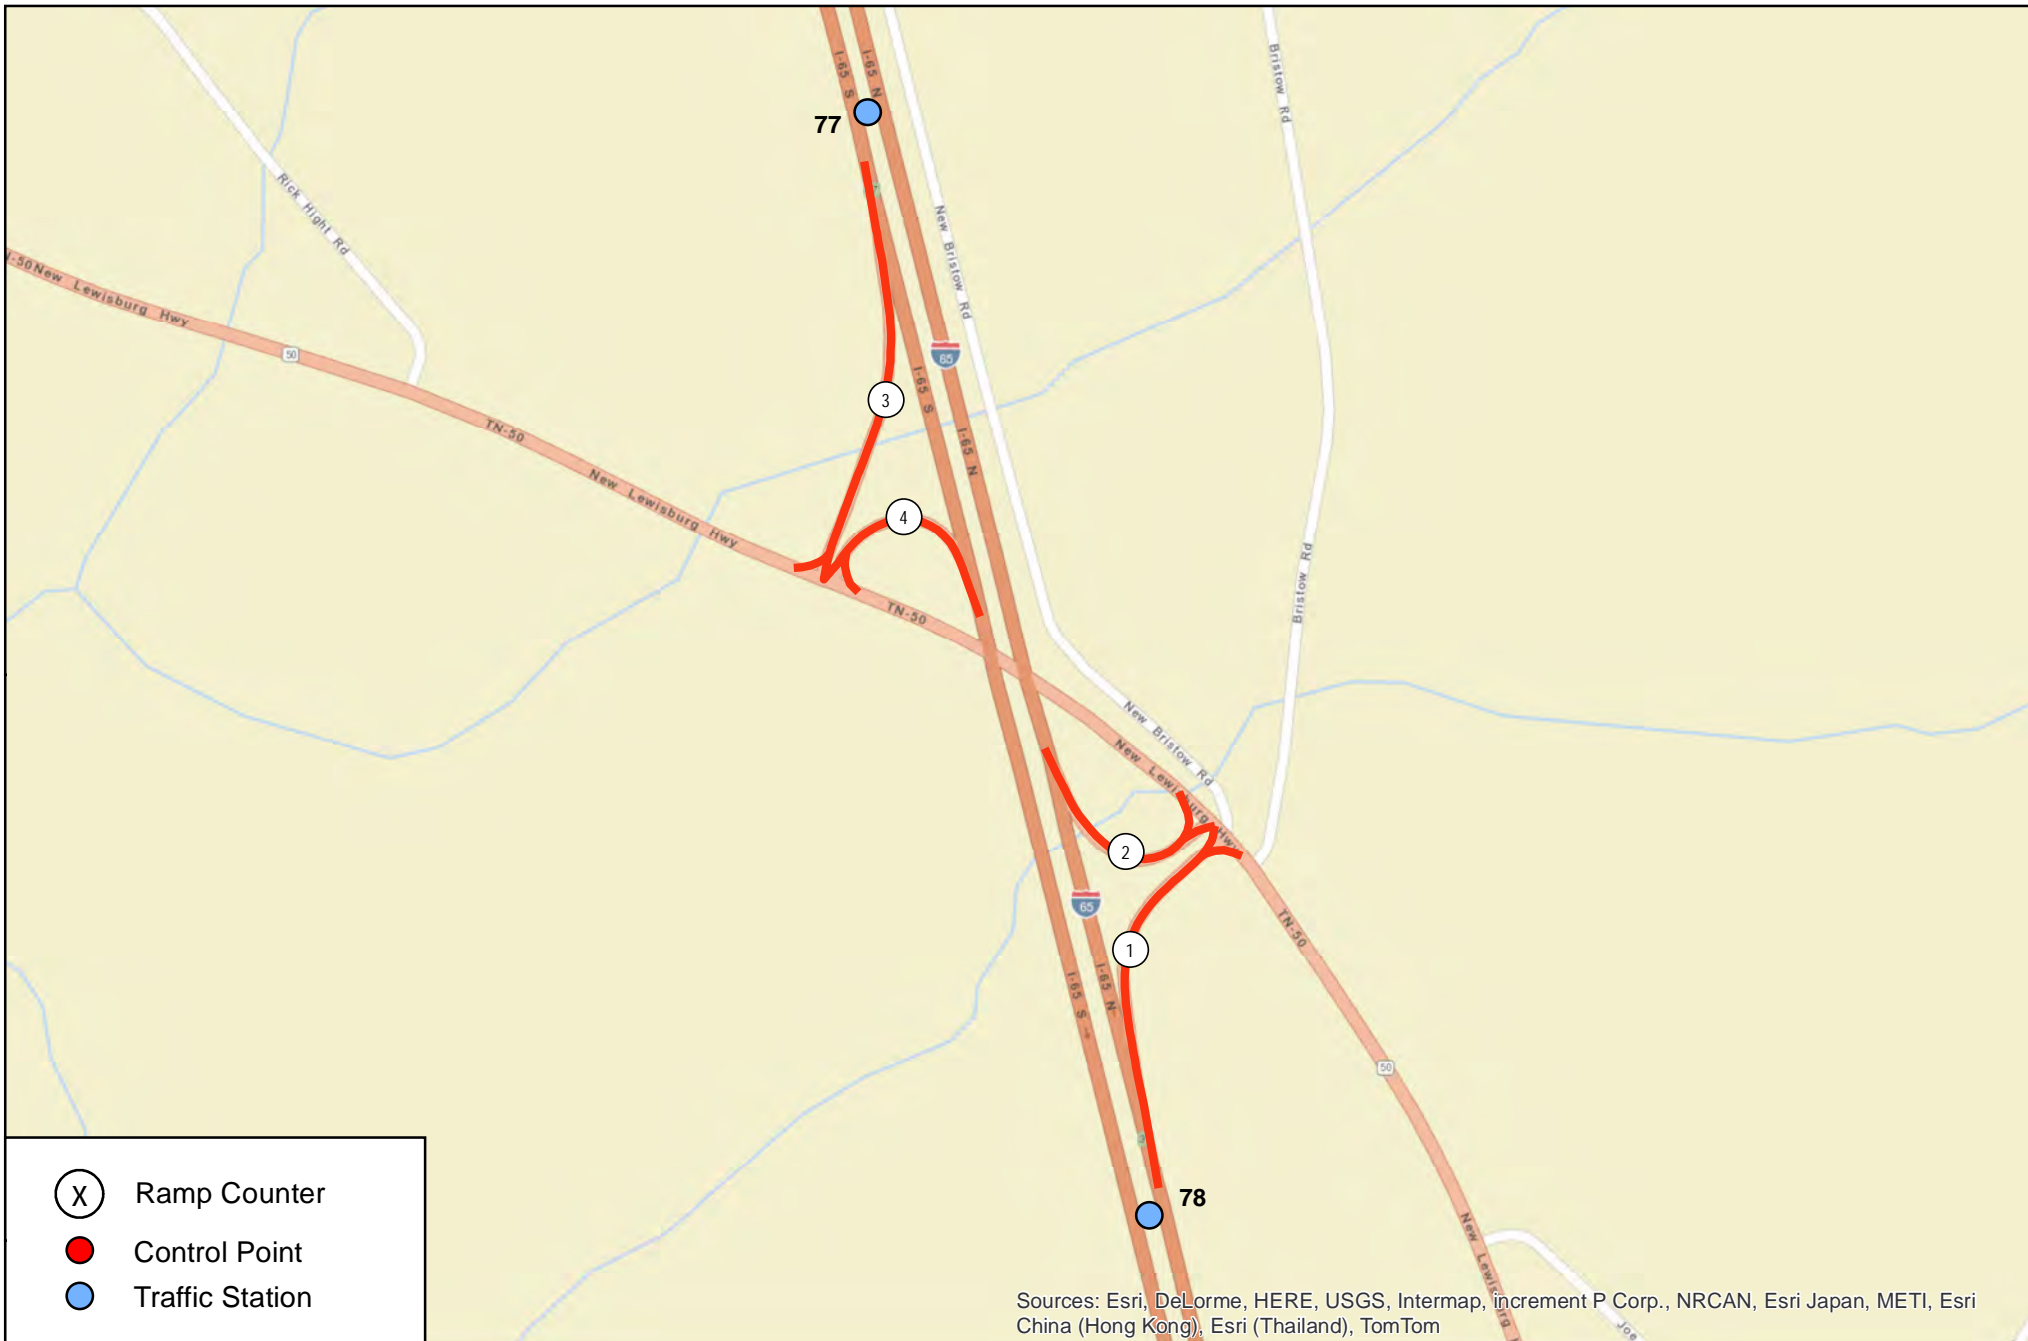 I-65 S
I-65 N
Bristow Rd
77
Rick Hight Rd
New Bristow Rd
I-50 New Lewisburg Hwy
50
65
I-65 S
3
TN-50
I-65 N
New Lewisburg Hwy
4
Bristow Rd
TN-50
New Bristow Rd
New Lewisburg Hwy
2
65
TN-50
1
I-65 S
I-65 N
50
78
New Lewisburg
Joe
X Ramp Counter
Control Point
Traffic Station
Sources: Esri, DeLorme, HERE, USGS, Intermap, increment P Corp., NRCAN, Esri Japan, METI, Esri
China (Hong Kong), Esri (Thailand), TomTom